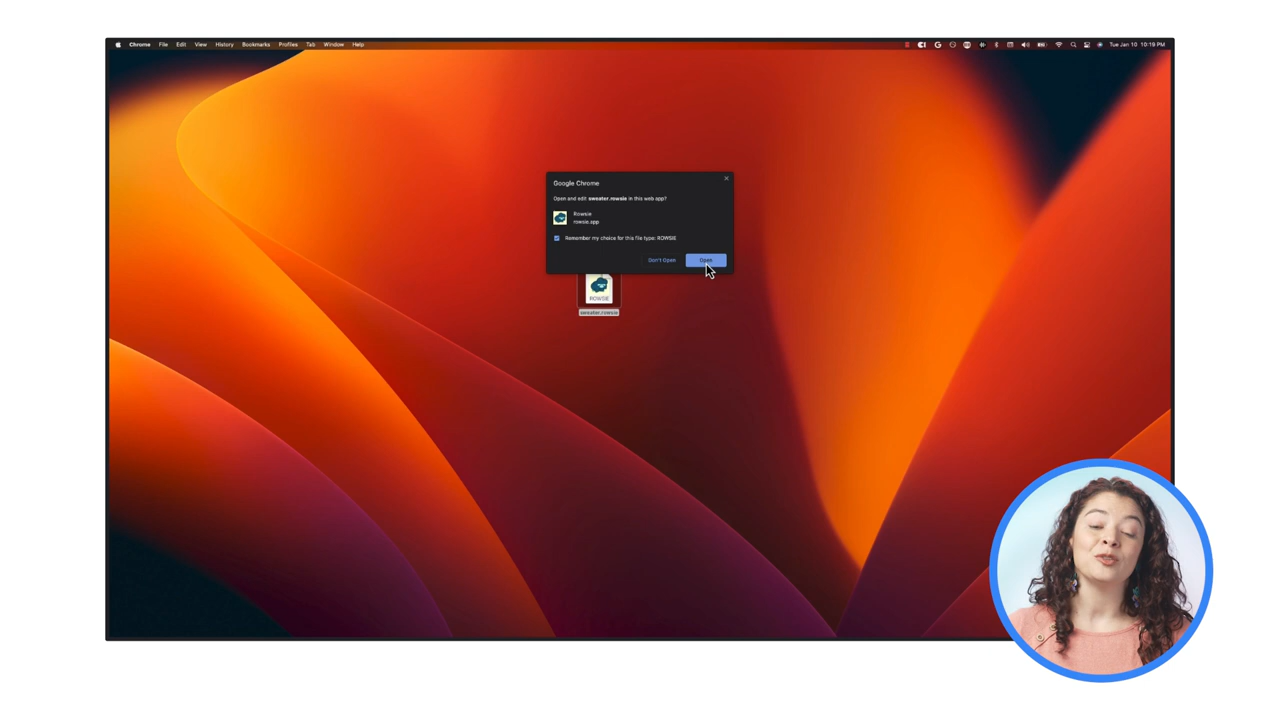 Chrome File Edit View History Bookmarks Profiles Tab Window Help
Tue Jan 10 10:19 PM
Google Chrome
Open and edit sweater.rowsie in this web app?
Rowsie
rowsie.app
Remember my choice for this file type: ROWSIE
Don't Open Open
ROWSIE
sweater.rowsie